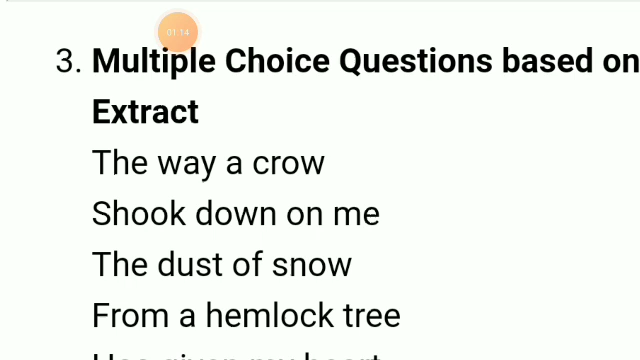 01:14
3. Multiple Choice Questions based on
Extract
The way a crow
Shook down on me
The dust of snow
From a hemlock tree